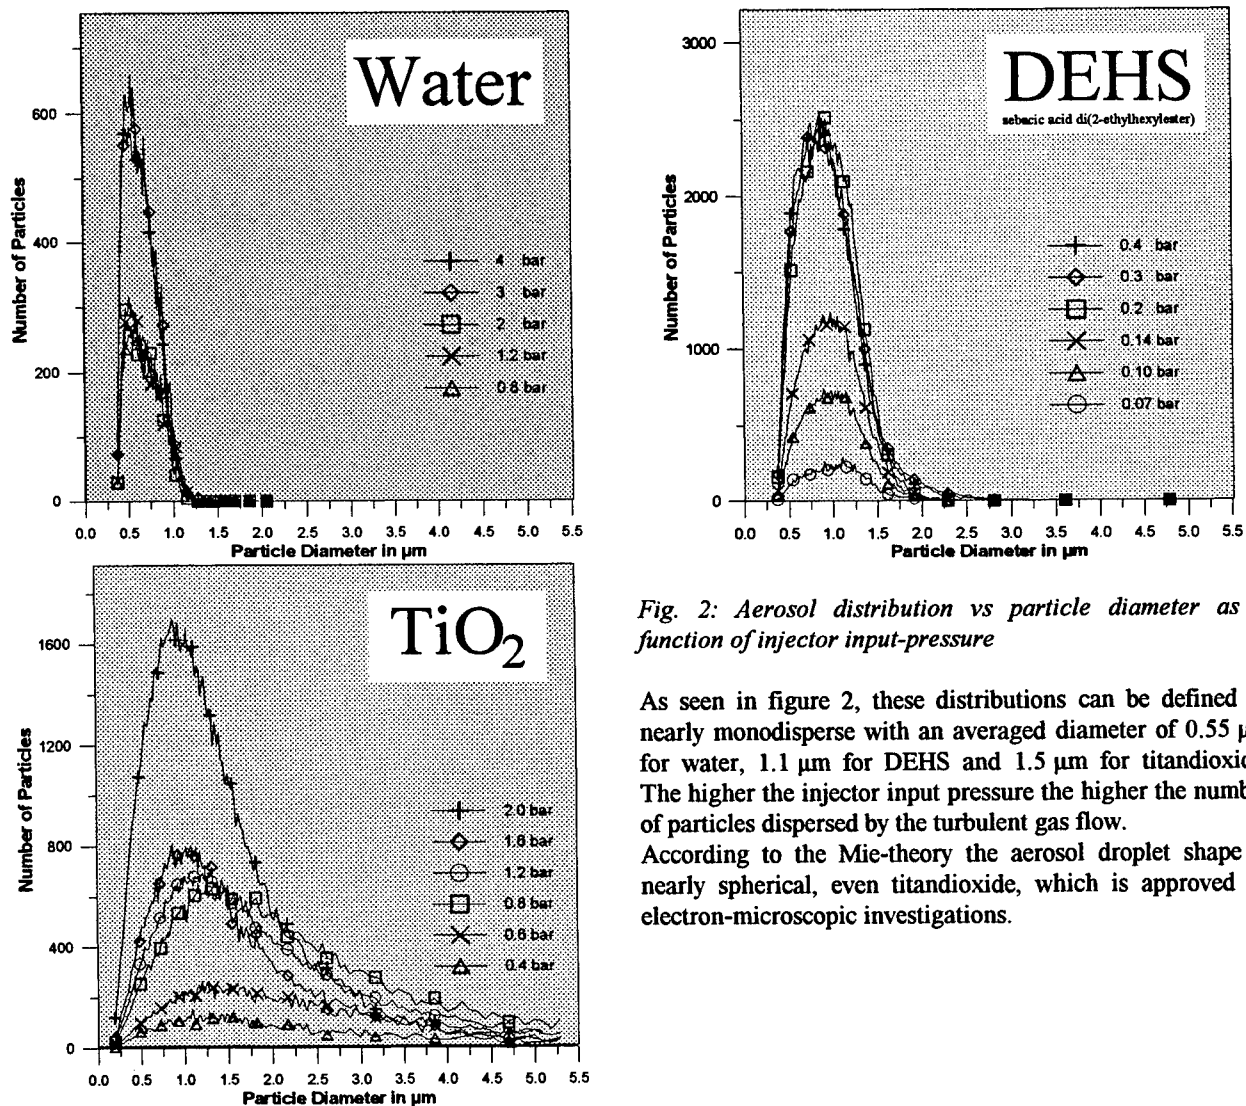 Water
600
400
200
0
Number of Particles
4 bar
3 bar
2 bar
1.2 bar
0.6 bar
0.0 0.5 1.0 1.5 2.0 2.5 3.0 3.5 4.0 4.5 5.0 5.5
Particle Diameter in µm
DEHS
sebacic acid di(2-ethylhexylester)
3000
2000
1000
0
Number of Particles
0.4 bar
0.3 bar
0.2 bar
0.14 bar
0.10 bar
0.07 bar
0.0 0.5 1.0 1.5 2.0 2.5 3.0 3.5 4.0 4.5 5.0 5.5
Particle Diameter in µm
TiO2
1600
1200
800
400
0
Number of Particles
2.0 bar
1.6 bar
1.2 bar
0.8 bar
0.6 bar
0.4 bar
0.0 0.5 1.0 1.5 2.0 2.5 3.0 3.5 4.0 4.5 5.0 5.5
Particle Diameter in µm
Fig. 2: Aerosol distribution vs particle diameter as
function of injector input-pressure
As seen in figure 2, these distributions can be defined
nearly monodisperse with an averaged diameter of 0.55 µ
for water, 1.1 µm for DEHS and 1.5 µm for titandioxid
The higher the injector input pressure the higher the numb
of particles dispersed by the turbulent gas flow.
According to the Mie-theory the aerosol droplet shape
nearly spherical, even titandioxide, which is approved
electron-microscopic investigations.